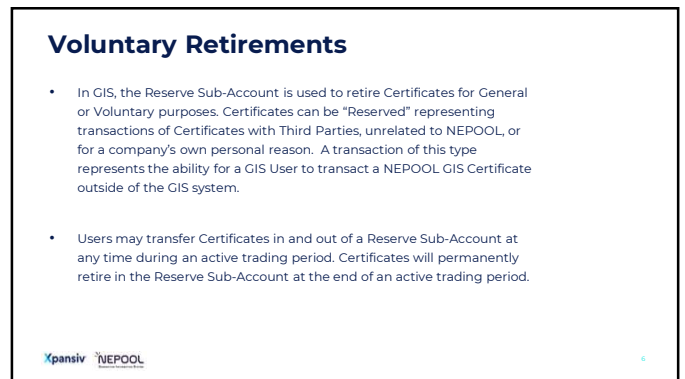 Voluntary Retirements
• In GIS, the Reserve Sub-Account is used to retire Certificates for General
or Voluntary purposes. Certificates can be “Reserved” representing
transactions of Certificates with Third Parties, unrelated to NEPOOL, or
for a company’s own personal reason.  A transaction of this type
represents the ability for a GIS User to transact a NEPOOL GIS Certificate
outside of the GIS system.
• Users may transfer Certificates in and out of a Reserve Sub-Account at
any time during an active trading period. Certificates will permanently
retire in the Reserve Sub-Account at the end of an active trading period.
Xpansiv NEPOOL
6